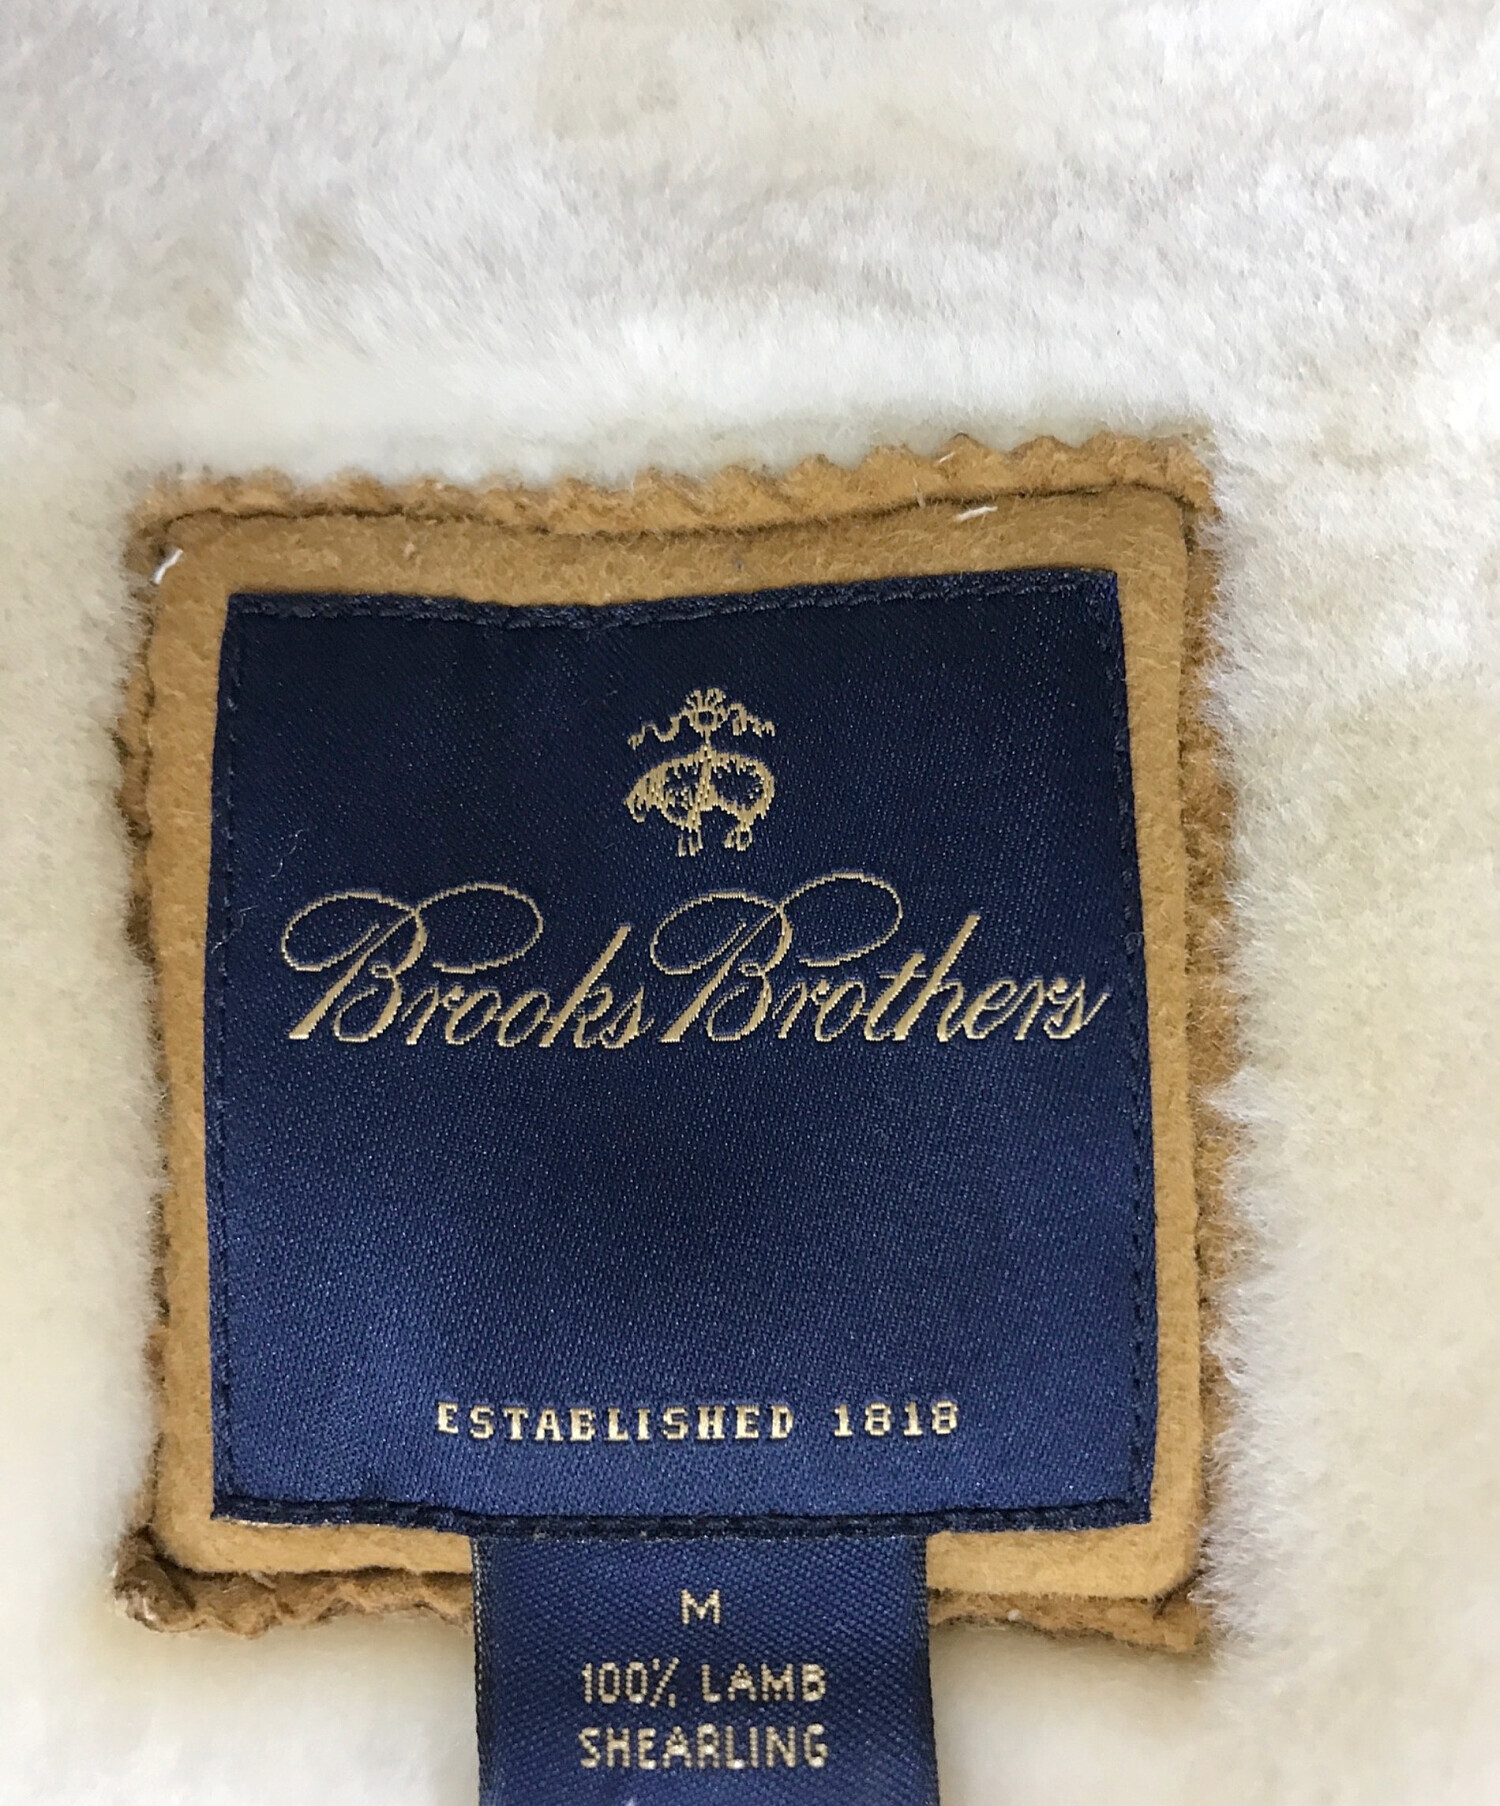 Brooks Brothers
ESTABLISHED 1818
M
100% LAMB
SHEARLING